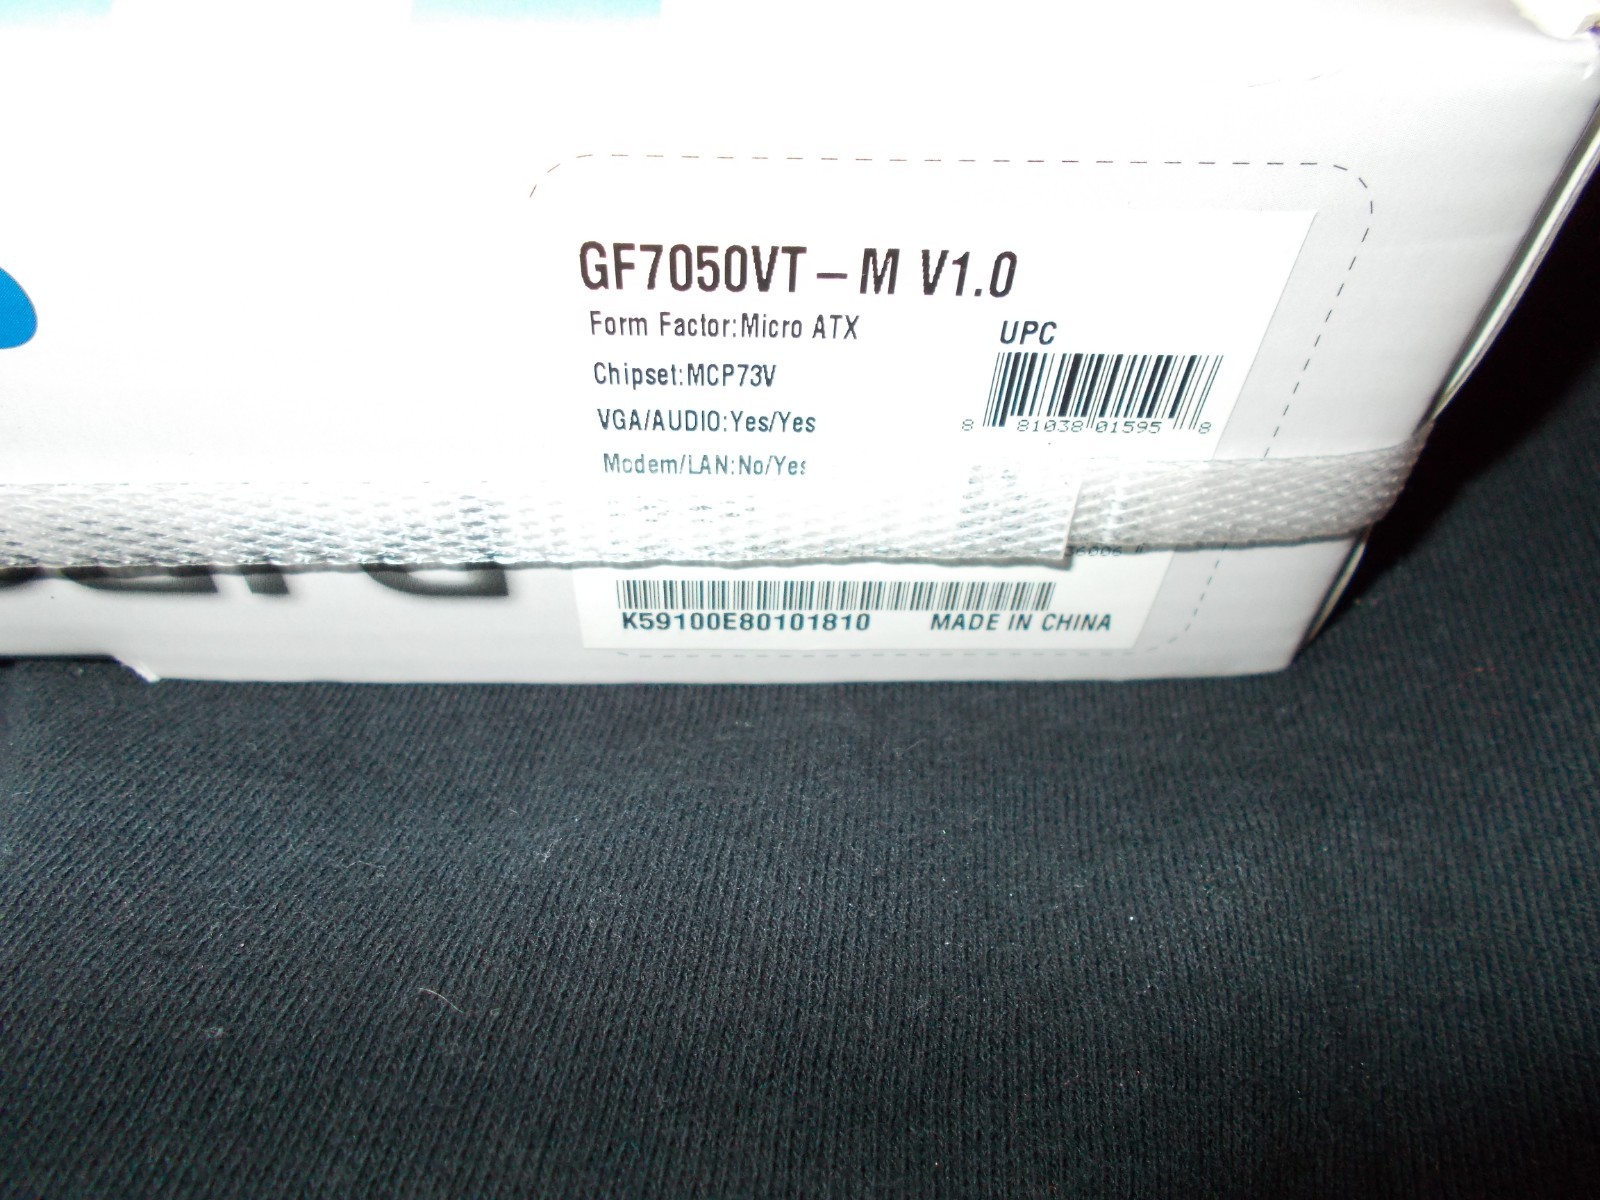 GF7050VT-M V1.0
Form Factor:Micro ATX
Chipset:MCP73V
VGA/AUDIO:Yes/Yes
Modem/LAN:No/Yes
UPC
8 81038 01595 8
K59100E80101810 MADE IN CHINA